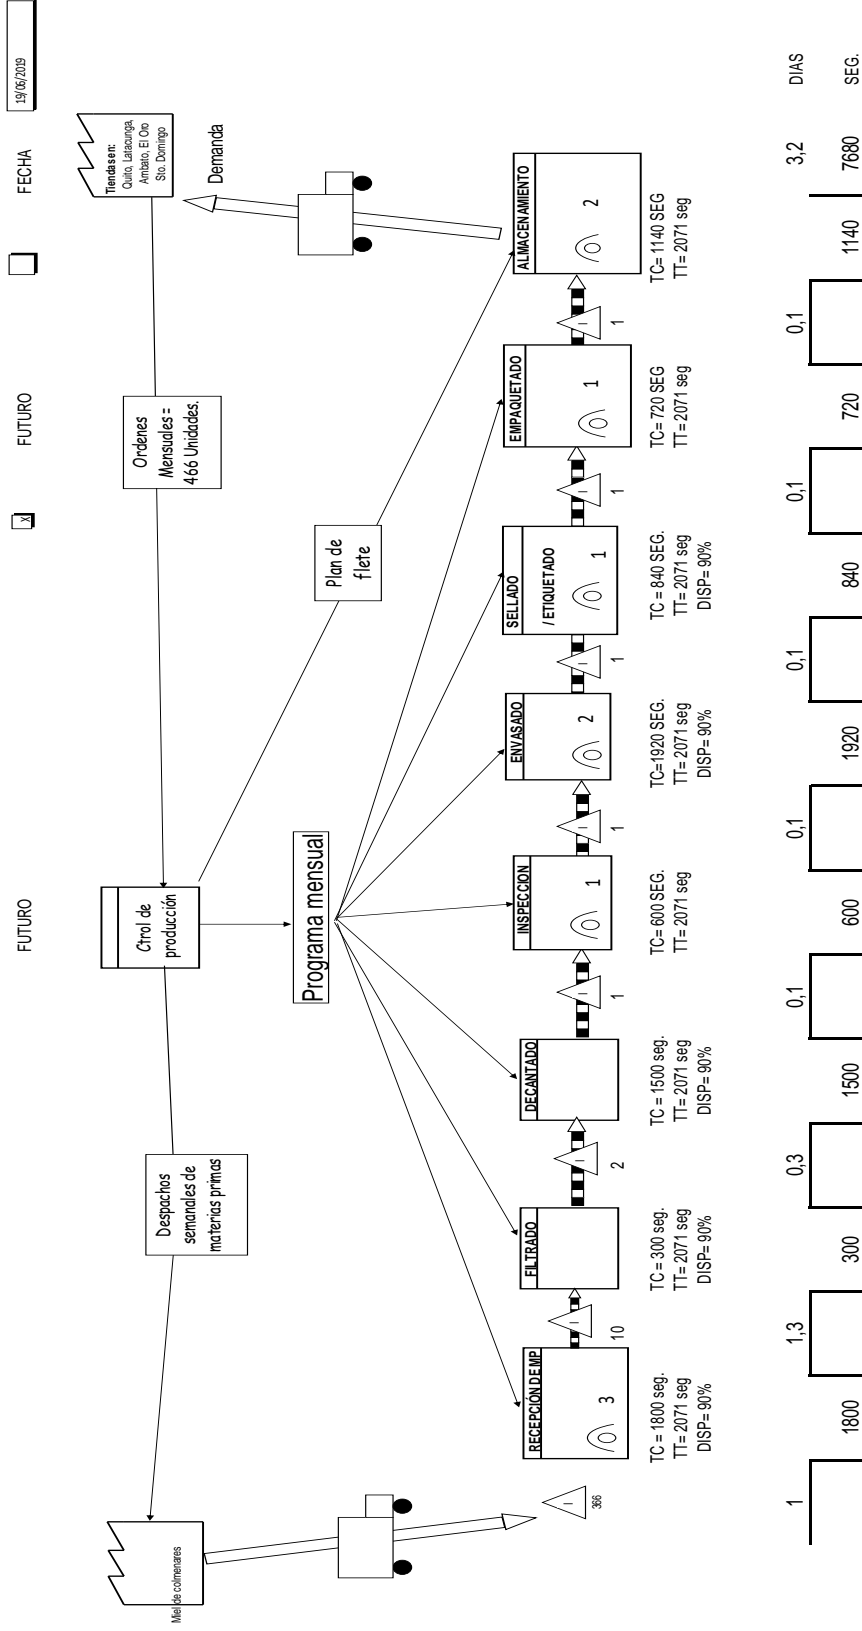 FUTURO
X
FUTURO
FECHA
19/06/2019
Miel de colmenares
Despachos
semanales de
materias primas
Ctrol de
producción
Ordenes
Mensuales =
466 Unidades.
Tiendas en:
Quito, Latacunga,
Ambato, El Oro
Sto. Domingo
Programa mensual
Plan de
flete
Demanda
I
366
RECEPCIÓN DE MP
3
TC = 1800 seg.
TT= 2071 seg
DISP= 90%
I
10
FILTRADO
TC = 300 seg.
TT= 2071 seg
DISP= 90%
I
2
DECANTADO
TC = 1500 seg.
TT= 2071 seg
DISP= 90%
I
1
INSPECCION
1
TC= 600 SEG.
TT= 2071 seg
I
1
ENVASADO
2
TC=1920 SEG.
TT= 2071 seg
DISP= 90%
I
1
SELLADO
/ ETIQUETADO
1
TC = 840 SEG.
TT= 2071 seg
DISP= 90%
I
1
EMPAQUETADO
1
TC= 720 SEG
TT= 2071 seg
I
1
ALMACENAMIENTO
2
TC= 1140 SEG
TT= 2071 seg
1 1,3 0,3 0,1 0,1 0,1 0,1 0,1 3,2 DIAS
1800 300 1500 600 1920 840 720 1140 7680 SEG.